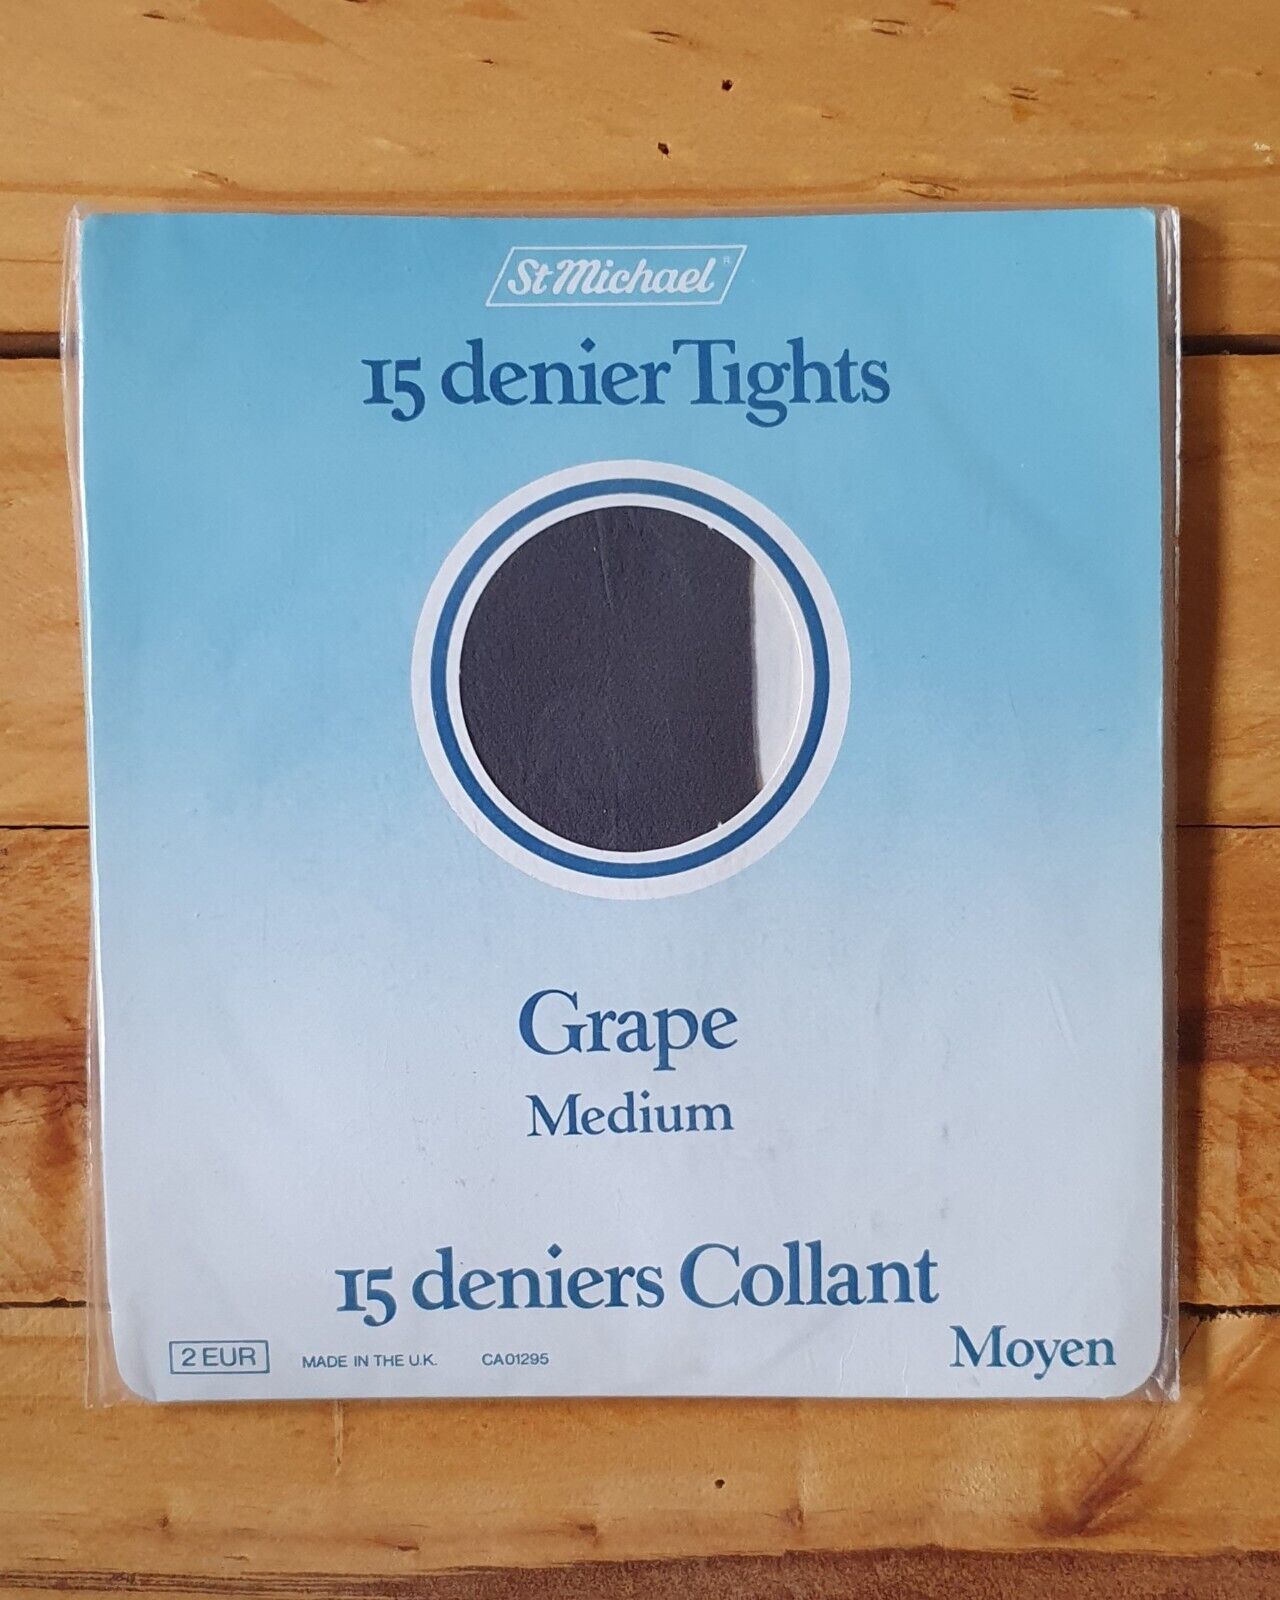 St Michael R
15 denier Tights
Grape
Medium
15 deniers Collant
Moyen
2 EUR MADE IN THE U.K. CA01295